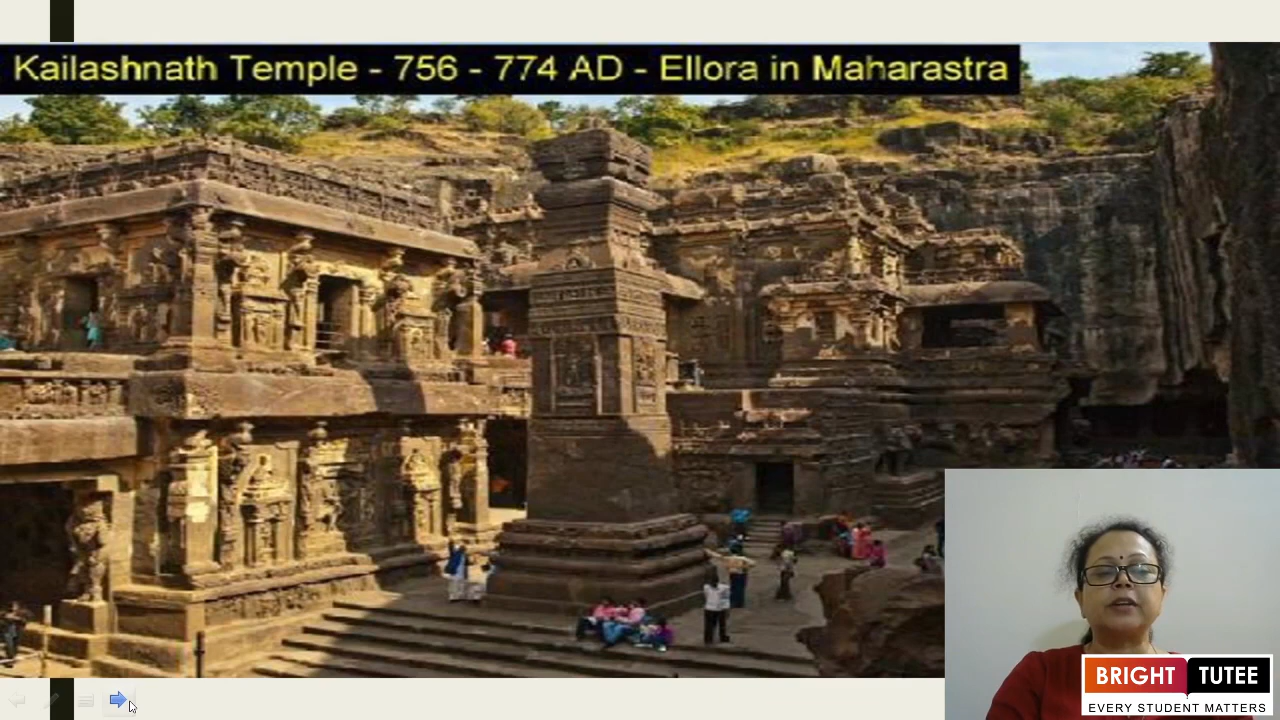 Kailashnath Temple - 756 - 774 AD - Ellora in Maharastra
BRIGHT TUTEE
EVERY STUDENT MATTERS